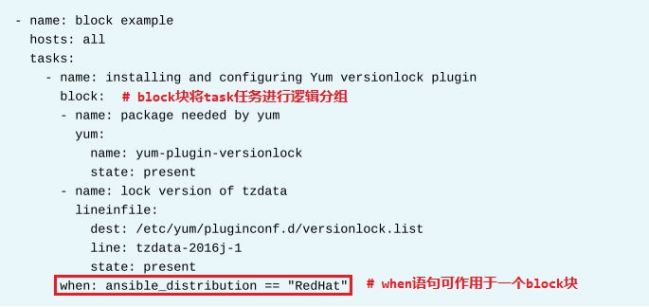 - name: block example
  hosts: all
  tasks:
    - name: installing and configuring Yum versionlock plugin
      block:  # block块将task任务进行逻辑分组
      - name: package needed by yum
        yum:
          name: yum-plugin-versionlock
          state: present
      - name: lock version of tzdata
        lineinfile:
          dest: /etc/yum/pluginconf.d/versionlock.list
          line: tzdata-2016j-1
          state: present
      when: ansible_distribution == "RedHat"  # when语句可作用于一个block块